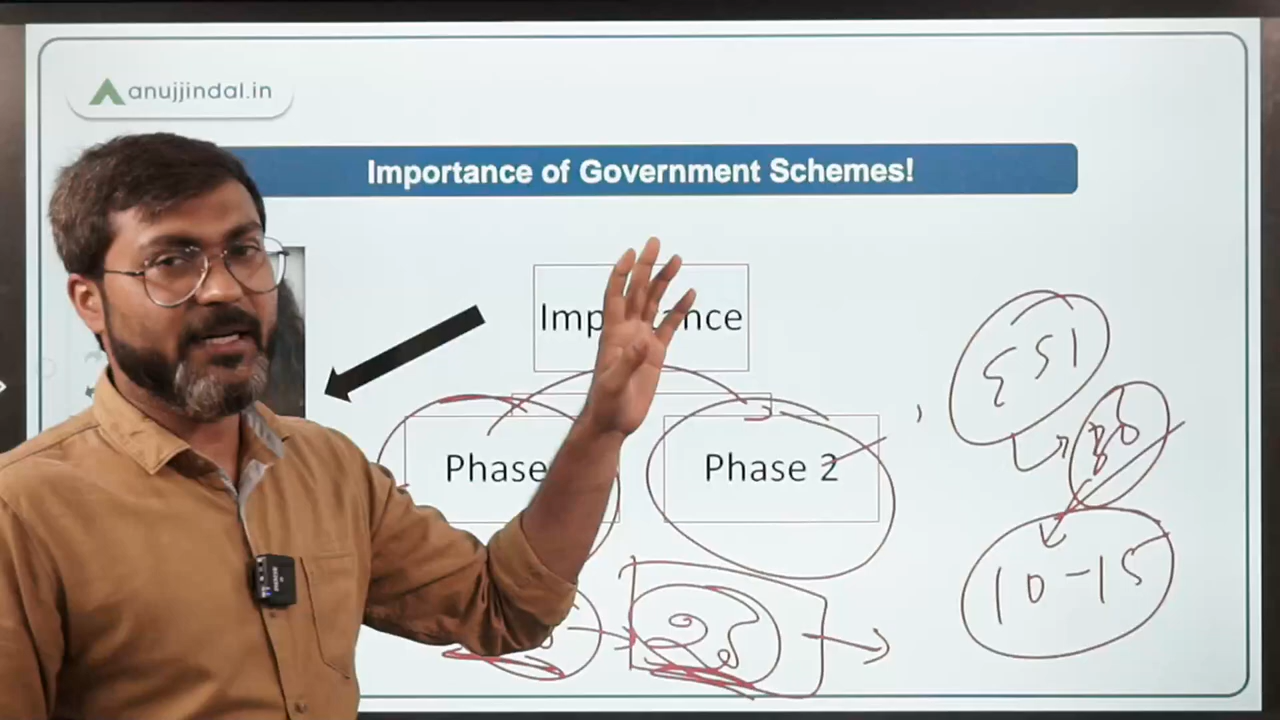 anujjindal.in
Importance of Government Schemes!
Phase
Phase 2
ESI
10-15